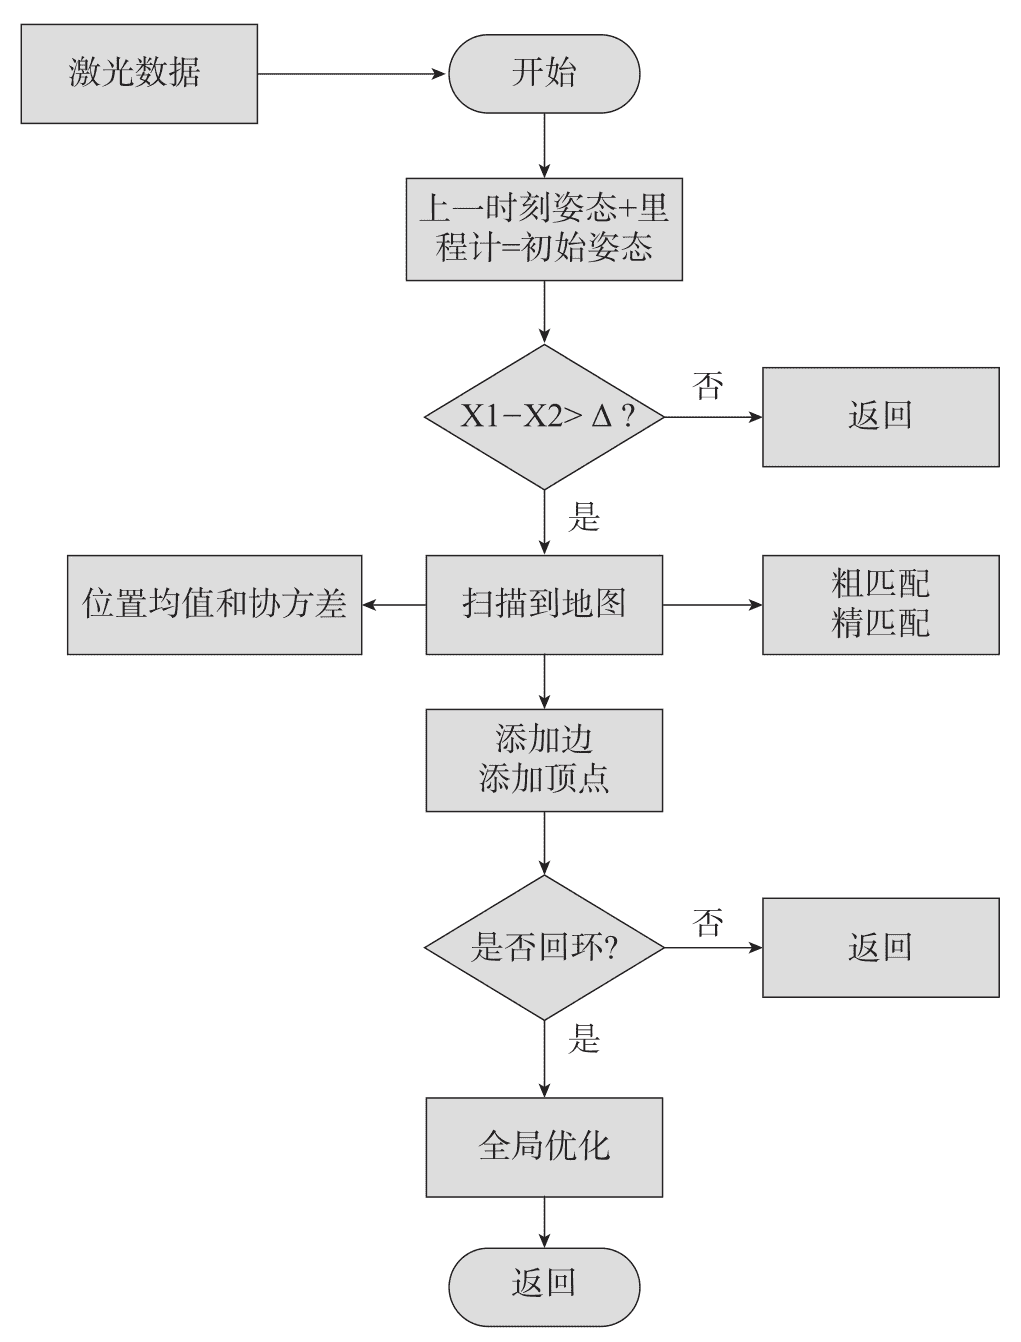 激光数据
开始
上一时刻姿态+里
程计=初始姿态
X1-X2> Δ ?
否
返回
是
位置均值和协方差
扫描到地图
粗匹配
精匹配
添加边
添加顶点
是否回环?
否
返回
是
全局优化
返回